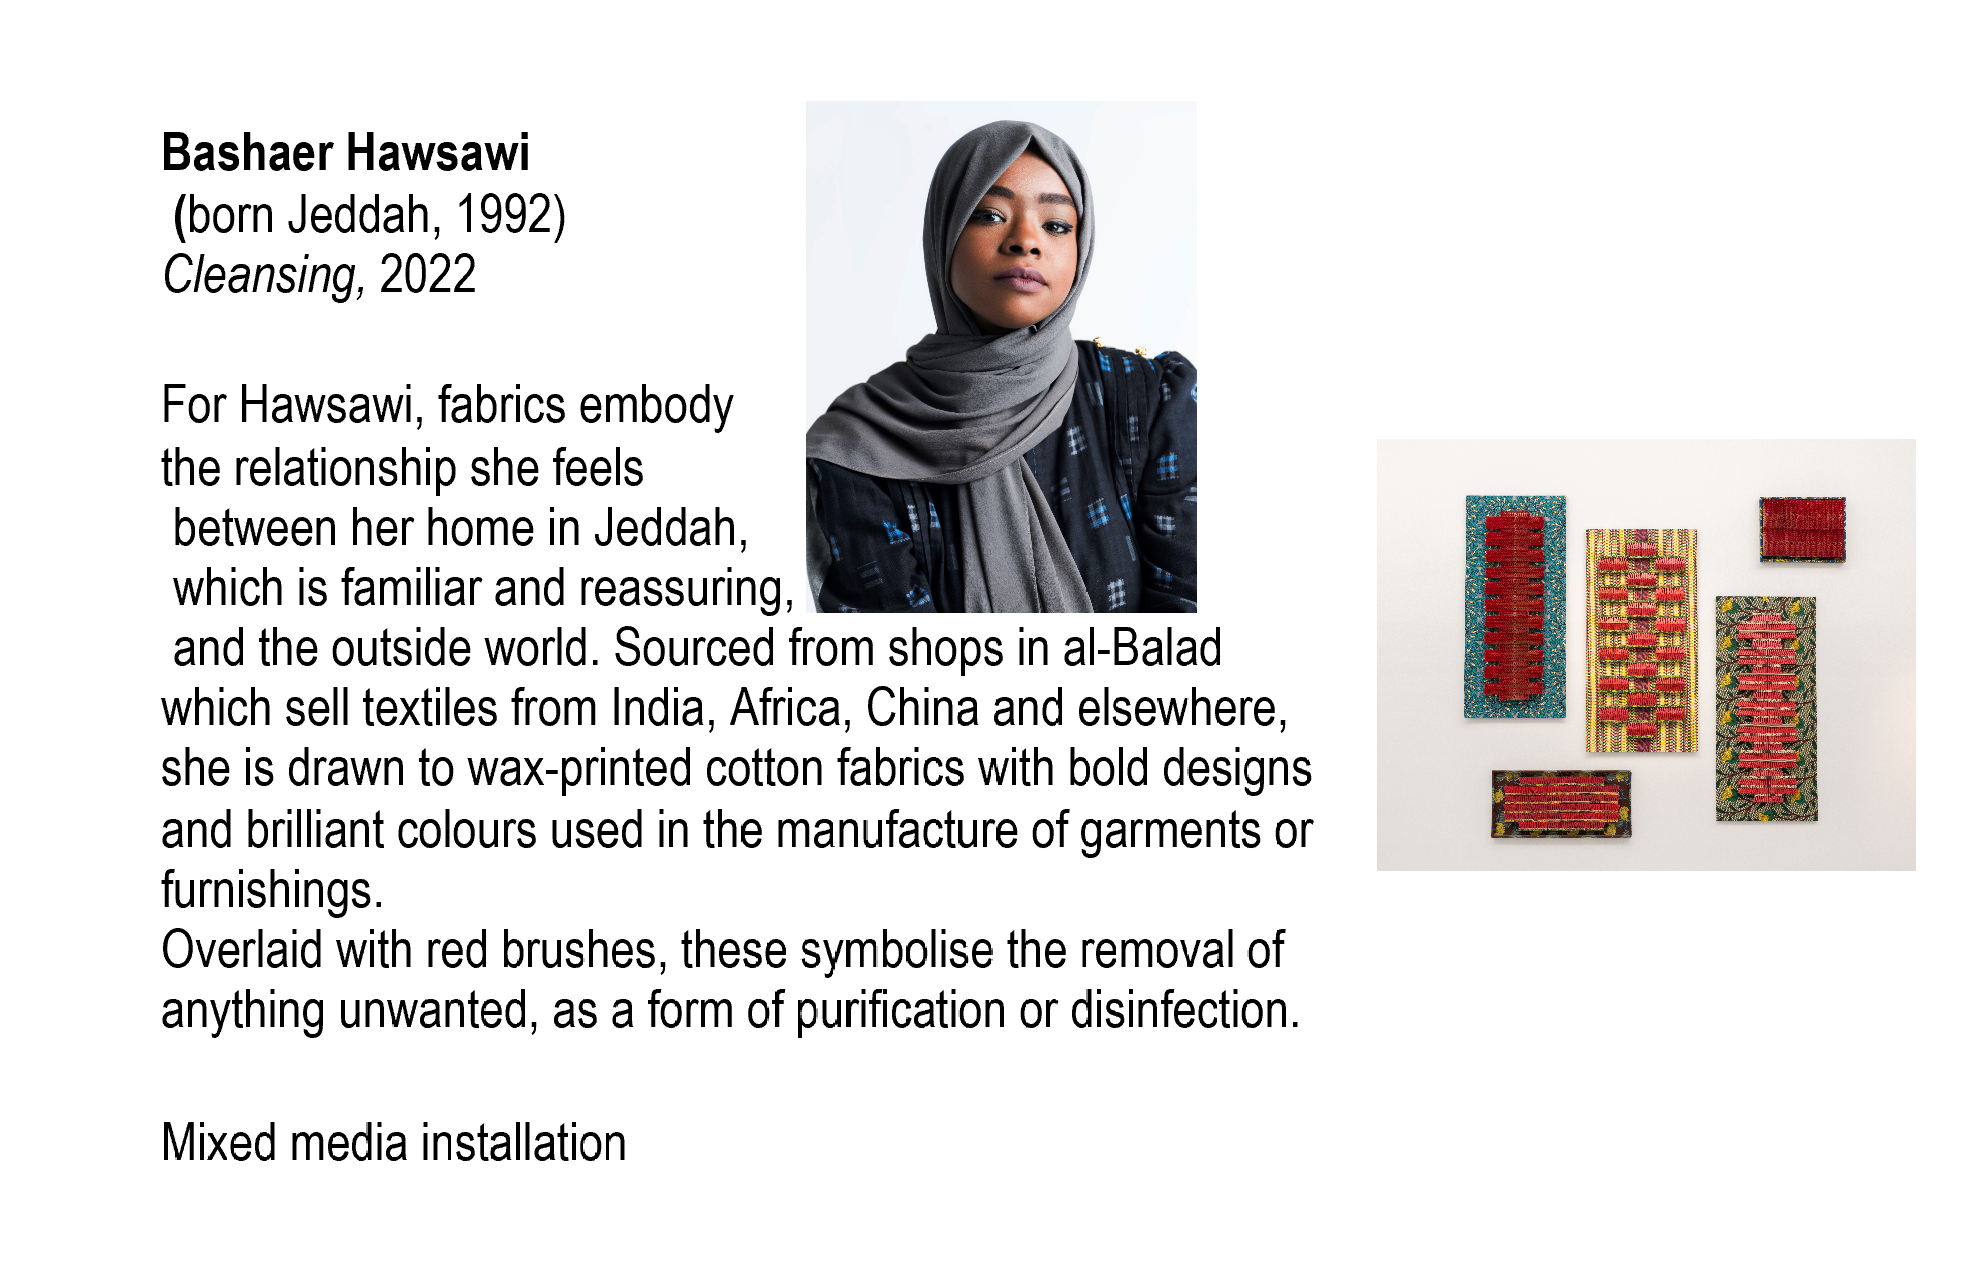 Bashaer Hawsawi
(born Jeddah, 1992)
Cleansing, 2022
For Hawsawi, fabrics embody
the relationship she feels
between her home in Jeddah,
which is familiar and reassuring,
and the outside world. Sourced from shops in al-Balad
which sell textiles from India, Africa, China and elsewhere,
she is drawn to wax-printed cotton fabrics with bold designs
and brilliant colours used in the manufacture of garments or
furnishings.
Overlaid with red brushes, these symbolise the removal of
anything unwanted, as a form of purification or disinfection.
Mixed media installation